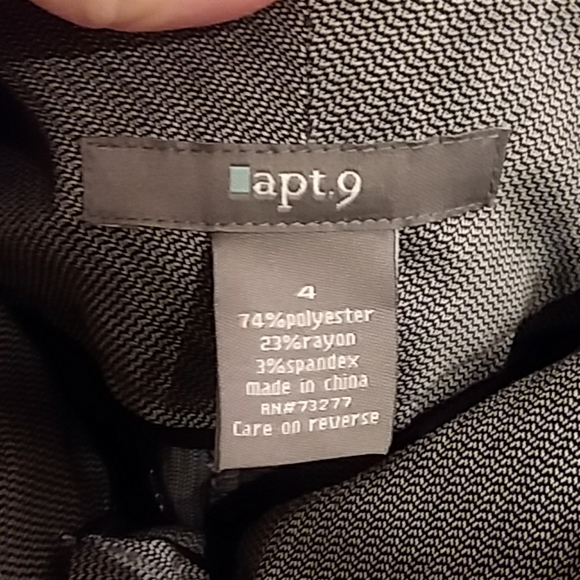 apt.9
4
74%polyester
23%rayon
3%spandex
made in china
RN#73277
Care on reverse